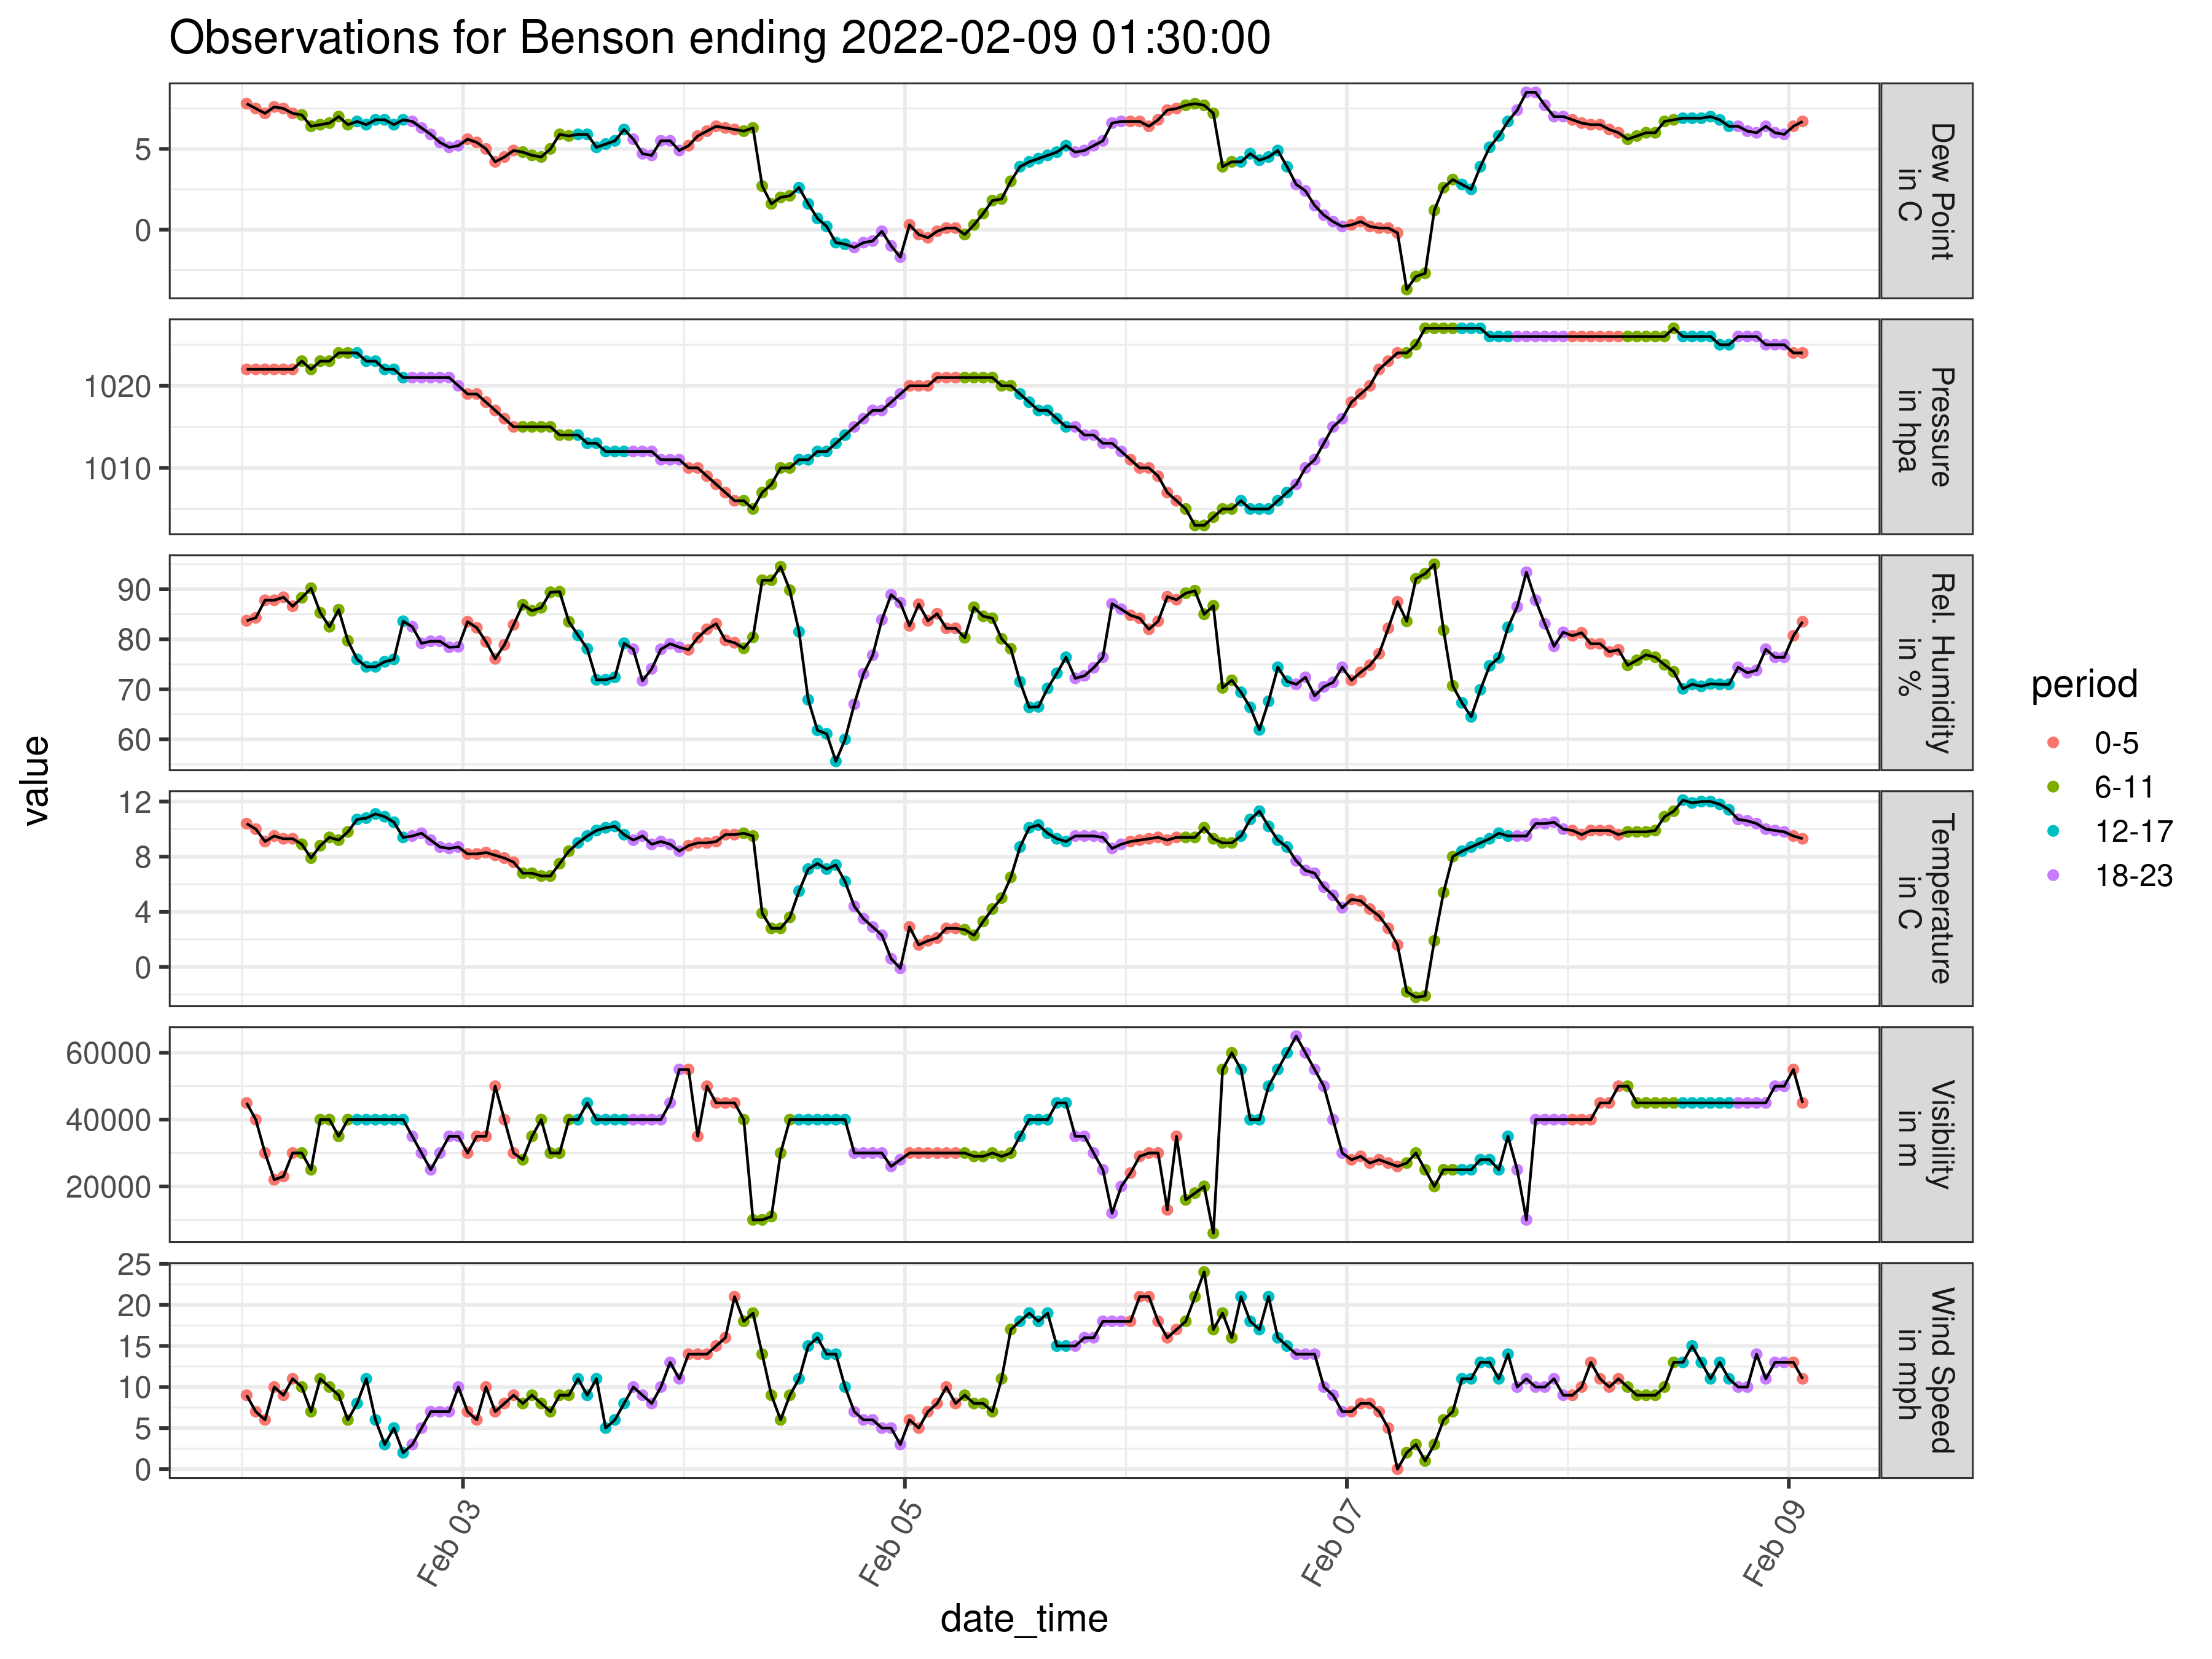 Observations for Benson ending 2022-02-09 01:30:00
value
5
0
Dew Point
in C
1020
1010
Pressure
in hpa
90
80
70
60
Rel. Humidity
in %
12
8
4
0
Temperature
in C
60000
40000
20000
Visibility
in m
25
20
15
10
5
0
Wind Speed
in mph
Feb 03
Feb 05
Feb 07
Feb 09
date_time
period
0-5
6-11
12-17
18-23